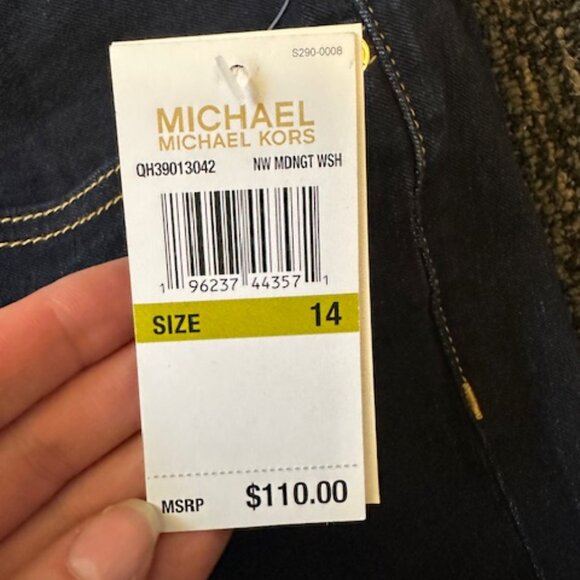 S290-0008
MICHAEL
MICHAEL KORS
QH39013042 NW MDNGT WSH
1 96237 44357 1
SIZE 14
MSRP $110.00